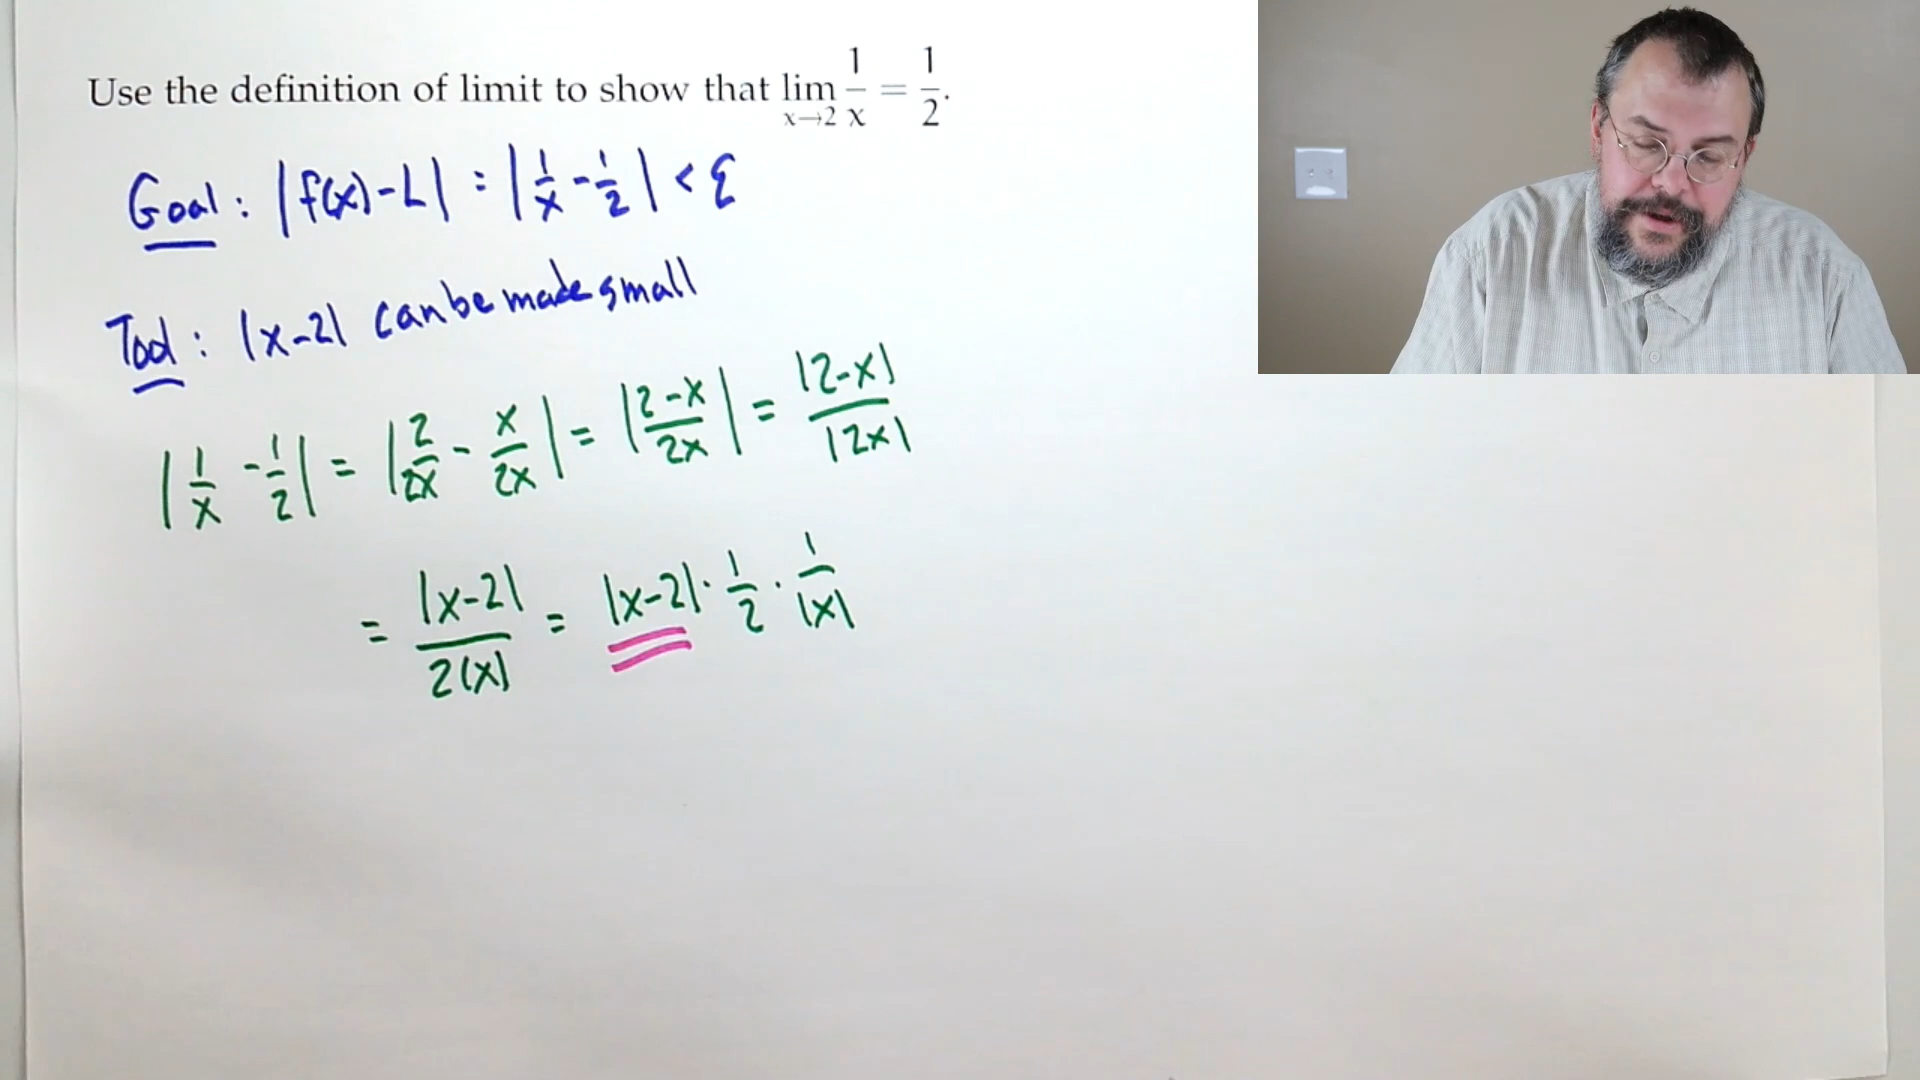 Use the definition of limit to show that lim x→2 1/x = 1/2.
Goal: |f(x)-L| = |1/x - 1/2| < ε
Tool: |x-2| can be made small
|1/x - 1/2| = |2/2x - x/2x| = |2-x/2x| = |2-x|/|2x|
= |x-2|/2|x| = |x-2| · 1/2 · 1/|x|